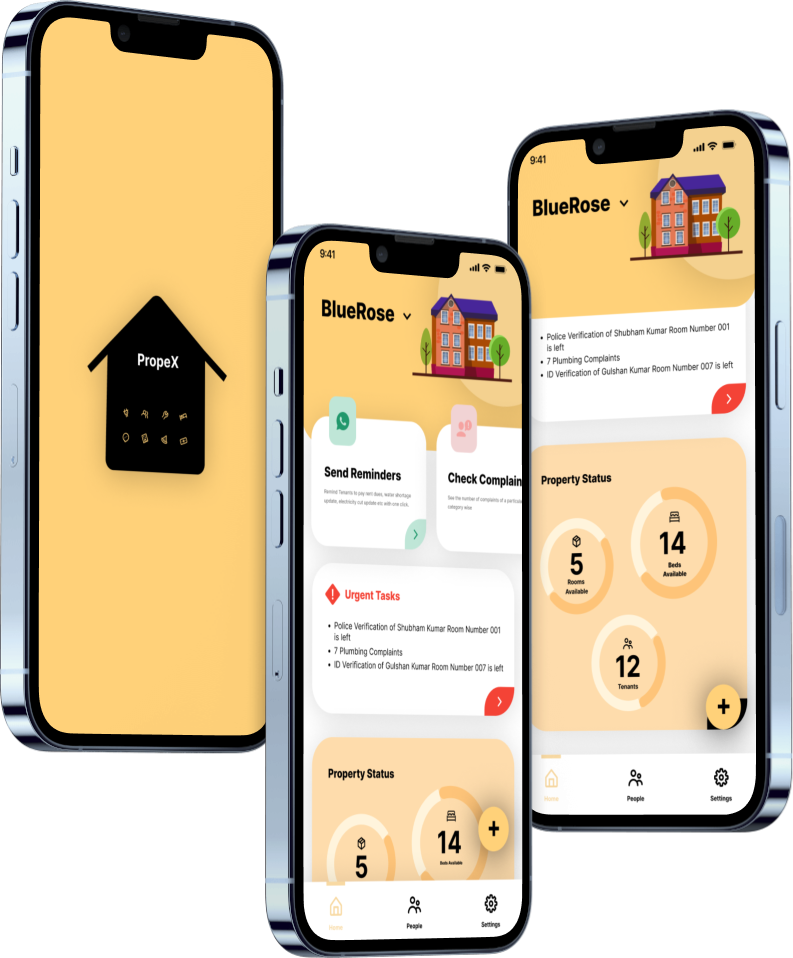 PropeX
9:41
BlueRose
Send Reminders
Remind Tenants to pay rent dues, water shortage
update, electricity cut update etc with one click.
Check Complain
See the number of complaints of a particular
category wise
Urgent Tasks
• Police Verification of Shubham Kumar Room Number 001
is left
• 7 Plumbing Complaints
• ID Verification of Gulshan Kumar Room Number 007 is left
Property Status
5
14
Beds Available
+
Home
People
Settings
9:41
BlueRose
• Police Verification of Shubham Kumar Room Number 001
is left
• 7 Plumbing Complaints
• ID Verification of Gulshan Kumar Room Number 007 is left
Property Status
5
Rooms
Available
14
Beds
Available
12
Tenants
+
Home
People
Settings